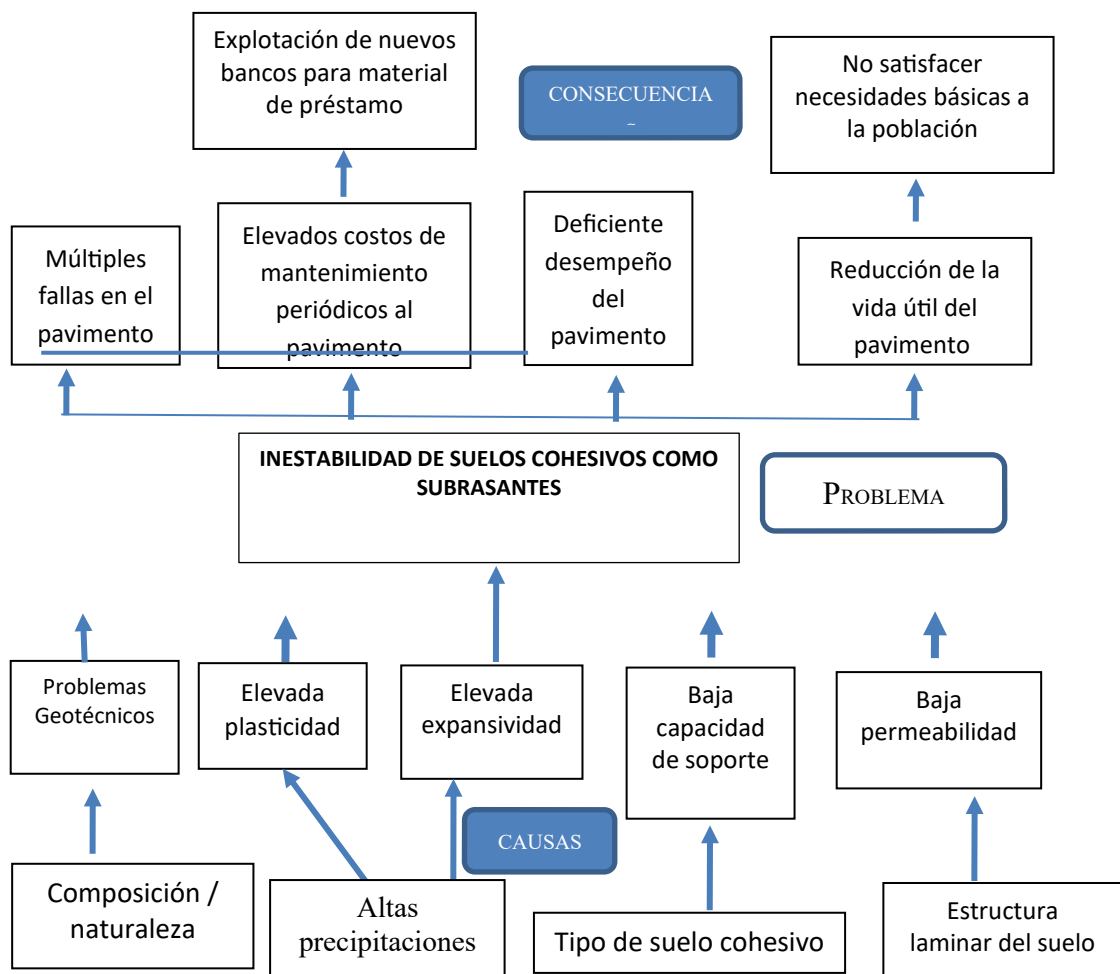 Explotación de nuevos
bancos para material
de préstamo
CONSECUENCIA
No satisfacer
necesidades básicas a
la población
Múltiples
fallas en el
pavimento
Elevados costos de
mantenimiento
periódicos al
pavimento
Deficiente
desempeño
del
pavimento
Reducción de la
vida útil del
pavimento
INESTABILIDAD DE SUELOS COHESIVOS COMO
SUBRASANTES
PROBLEMA
Problemas
Geotécnicos
Elevada
plasticidad
Elevada
expansividad
Baja
capacidad
de soporte
Baja
permeabilidad
CAUSAS
Composición /
naturaleza
Altas
precipitaciones
Tipo de suelo cohesivo
Estructura
laminar del suelo